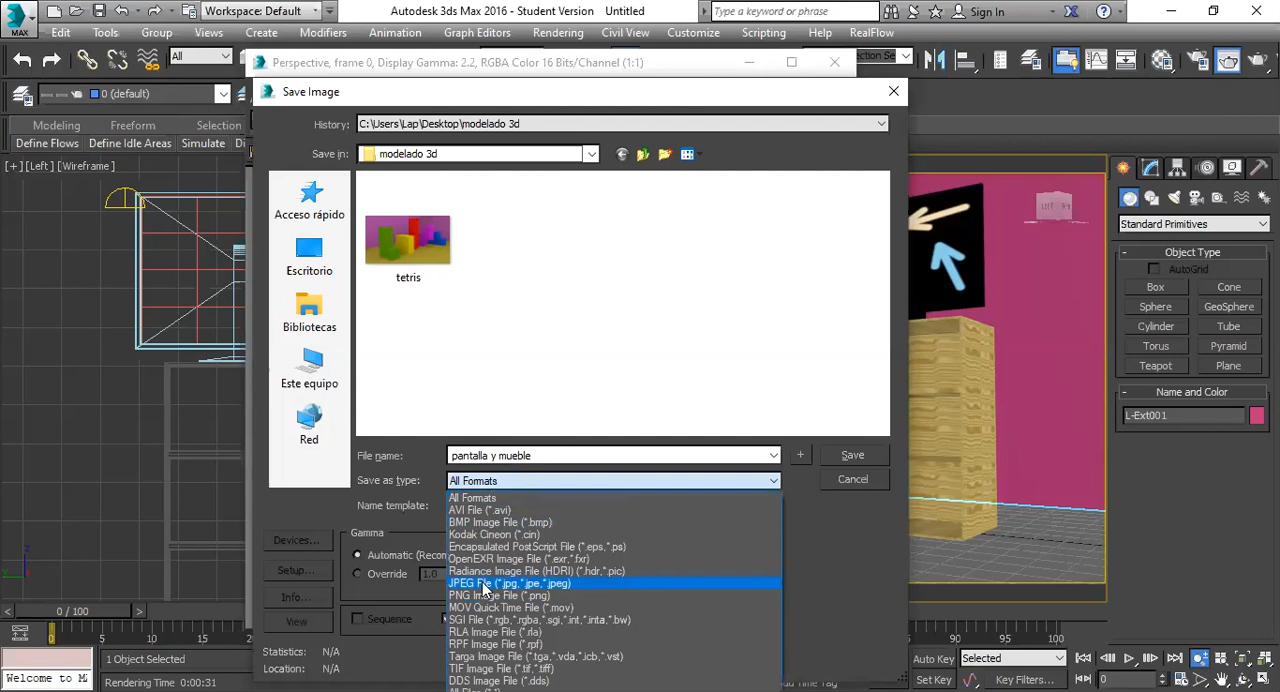 Workspace: Default
Autodesk 3ds Max 2016 - Student Version   Untitled
Type a keyword or phrase
Sign In
MAX
Edit Tools Group Views Create Modifiers Animation Graph Editors Rendering Civil View Customize Scripting Help RealFlow
All
Perspective, frame 0, Display Gamma: 2.2, RGBA Color 16 Bits/Channel (1:1)
0 (default)
Save Image
Modeling Freeform Selection
Define Flows Define Idle Areas Simulate
[+] [Left] [Wireframe]
History: C:\Users\Lap\Desktop\modelado 3d
Save in: modelado 3d
Acceso rápido
Escritorio
Bibliotecas
Este equipo
Red
tetris
File name: pantalla y mueble
+
Save
Save as type: All Formats
Cancel
Name template:
All Formats
AVI File (*.avi)
BMP Image File (*.bmp)
Kodak Cineon (*.cin)
Encapsulated PostScript File (*.eps,*.ps)
OpenEXR Image File (*.exr,*.fxr)
Radiance Image File (HDRI) (*.hdr,*.pic)
JPEG File (*.jpg,*.jpe,*.jpeg)
PNG Image File (*.png)
MOV QuickTime File (*.mov)
SGI File (*.rgb,*.rgba,*.sgi,*.int,*.inta,*.bw)
RLA Image File (*.rla)
RPF Image File (*.rpf)
Targa Image File (*.tga,*.vda,*.icb,*.vst)
TIF Image File (*.tif,*.tiff)
DDS Image File (*.dds)
Devices...
Setup...
Info...
View
Gamma
Automatic (Recom
Override 1.0
Sequence
Statistics: N/A
Location: N/A
Standard Primitives
Object Type
AutoGrid
Box Cone
Sphere GeoSphere
Cylinder Tube
Torus Pyramid
Teapot Plane
Name and Color
L-Ext001
0 / 100
0 5 10 15 20
90 95 100
Welcome to M
1 Object Selected
Rendering Time 0:00:31
Auto Key Selected
Set Key Key Filters...
0